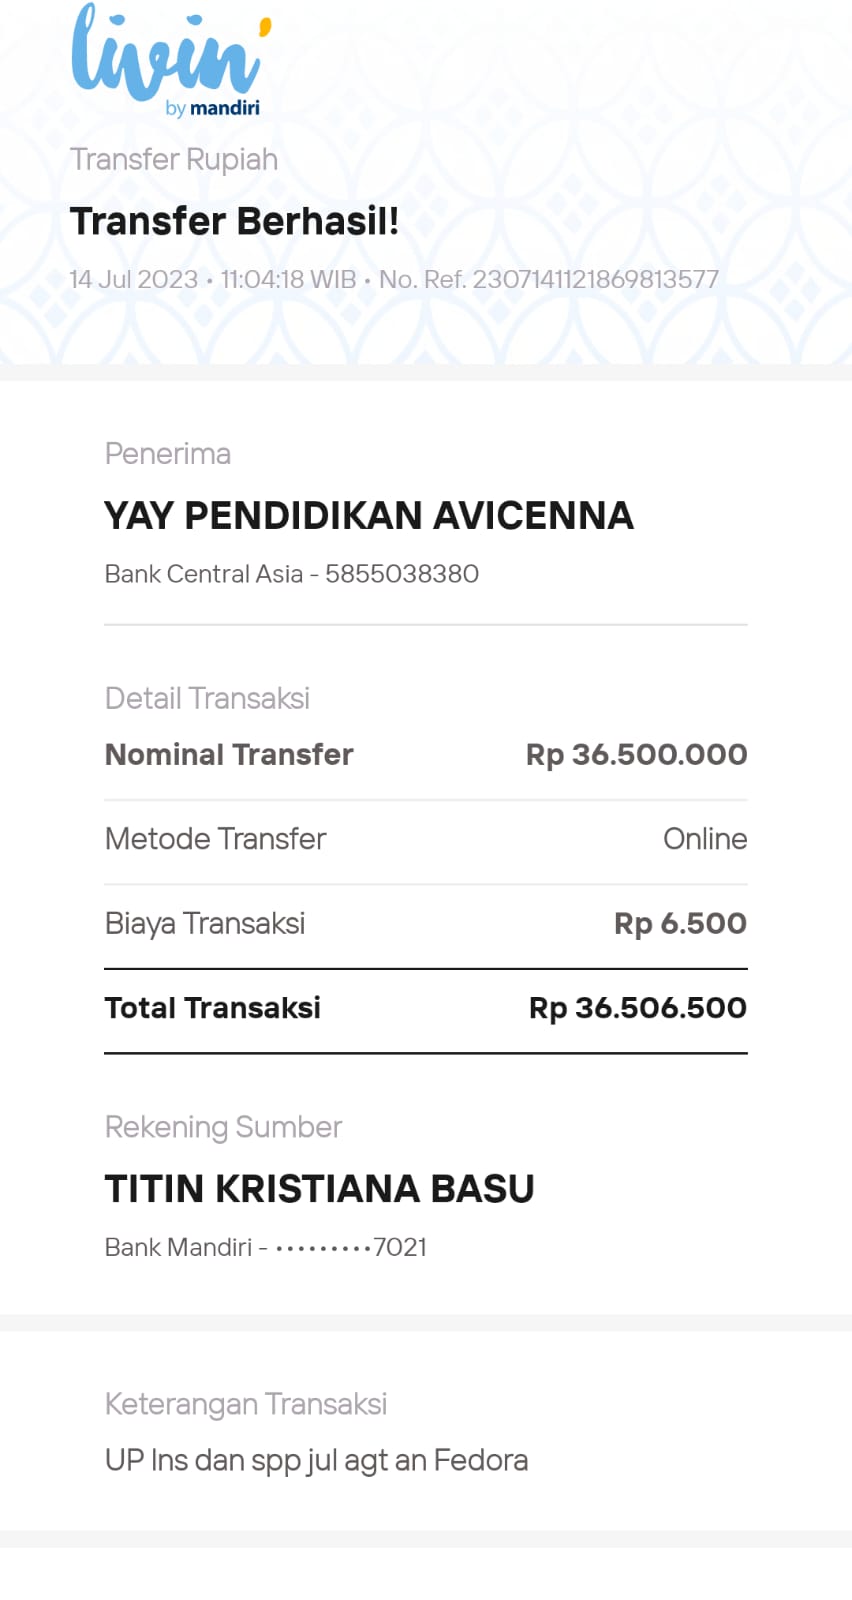 livin'
by mandiri
Transfer Rupiah
Transfer Berhasil!
14 Jul 2023 • 11:04:18 WIB • No. Ref. 2307141121869813577
Penerima
YAY PENDIDIKAN AVICENNA
Bank Central Asia - 5855038380
Detail Transaksi
Nominal Transfer Rp 36.500.000
Metode Transfer Online
Biaya Transaksi Rp 6.500
Total Transaksi Rp 36.506.500
Rekening Sumber
TITIN KRISTIANA BASU
Bank Mandiri - •••••••••7021
Keterangan Transaksi
UP Ins dan spp jul agt an Fedora